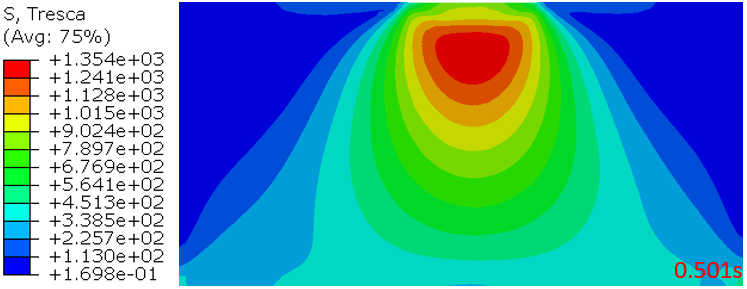 S, Tresca
(Avg: 75%)
+1.354e+03
+1.241e+03
+1.128e+03
+1.015e+03
+9.024e+02
+7.897e+02
+6.769e+02
+5.641e+02
+4.513e+02
+3.385e+02
+2.257e+02
+1.130e+02
+1.698e-01
0.501s